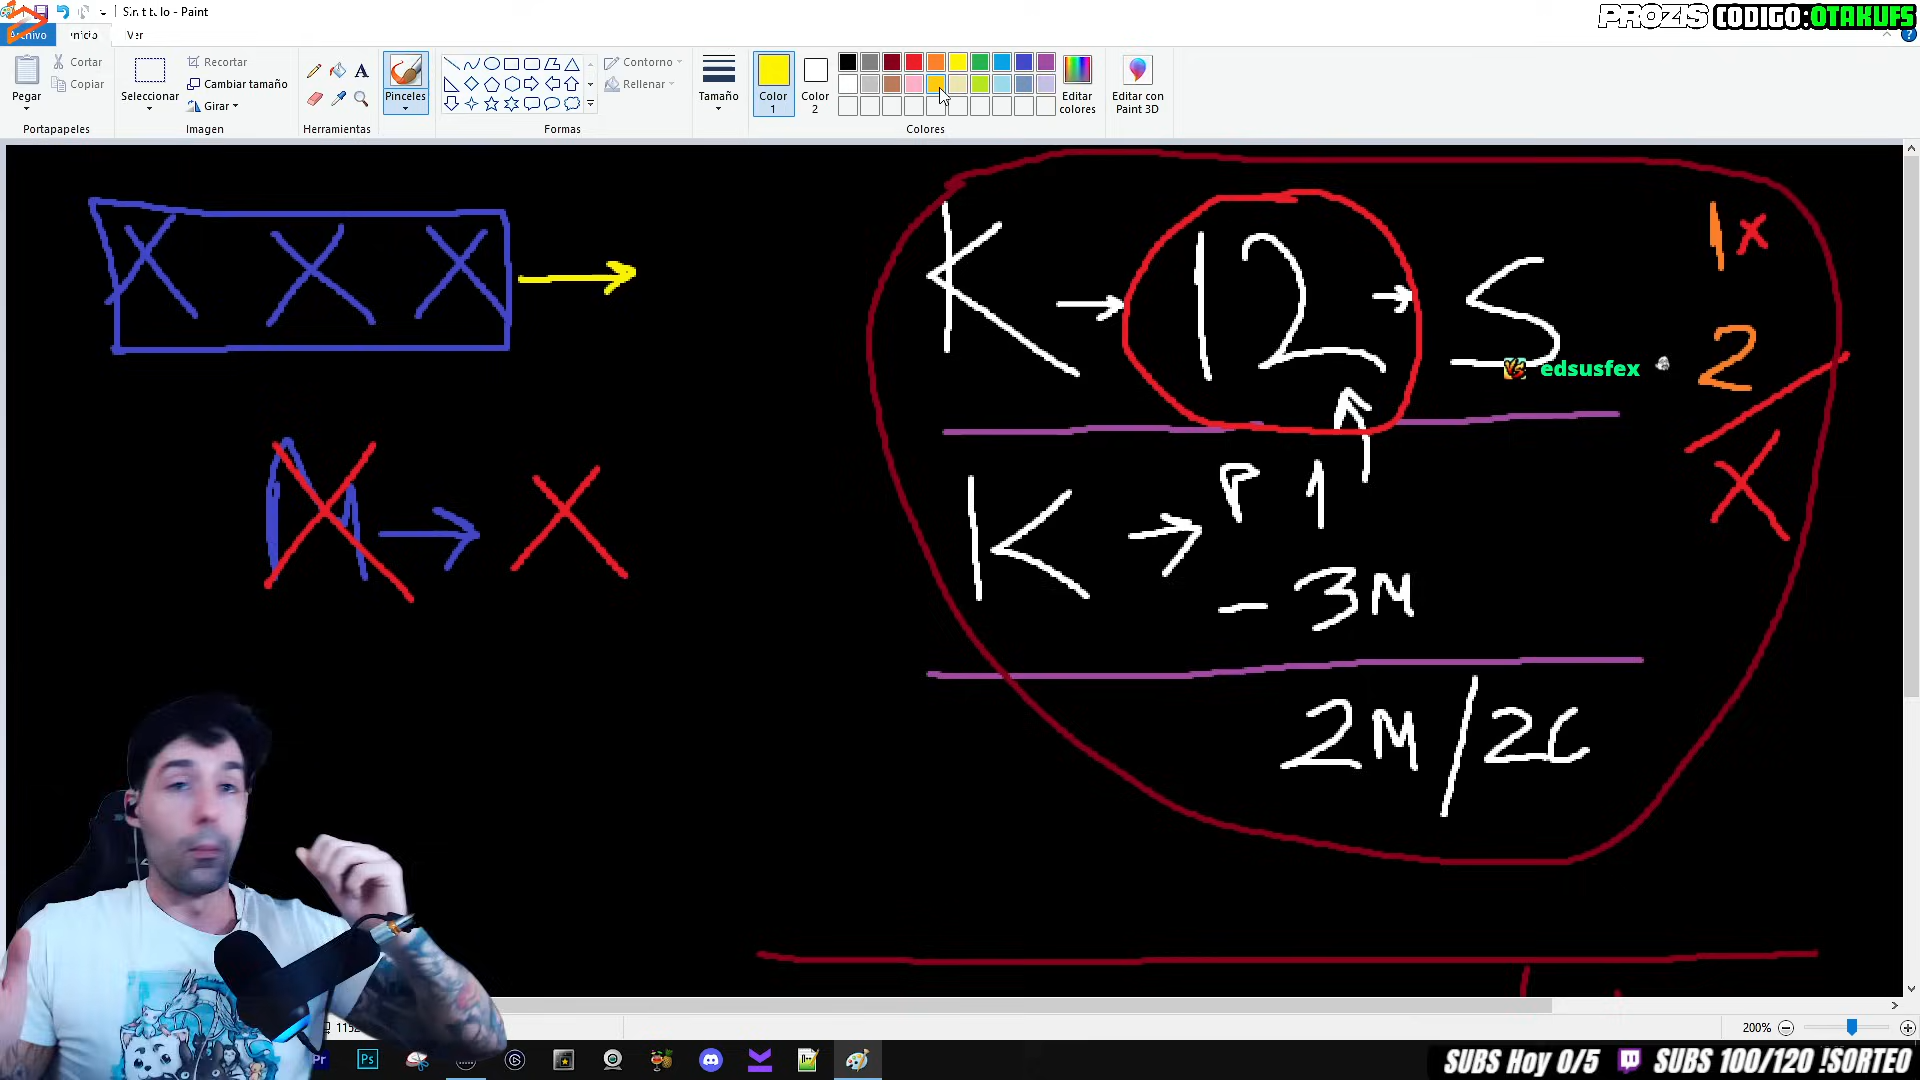 Sin título - Paint
PROZIS CODIGO:OTAKUFS
Archivo Inicio Ver
Pegar
Cortar
Copiar
Portapapeles
Seleccionar
Recortar
Cambiar tamaño
Girar
Imagen
Herramientas
Pinceles
Contorno
Rellenar
Formas
Tamaño
Color 1
Color 2
Editar colores
Editar con Paint 3D
Colores
X X X
K → 12 → S
1x
2
X
edsusfex
K → P 1
- 3M
X
2M/2C
200%
Pr Ps
SUBS Hoy 0/5 SUBS 100/120 !SORTEO